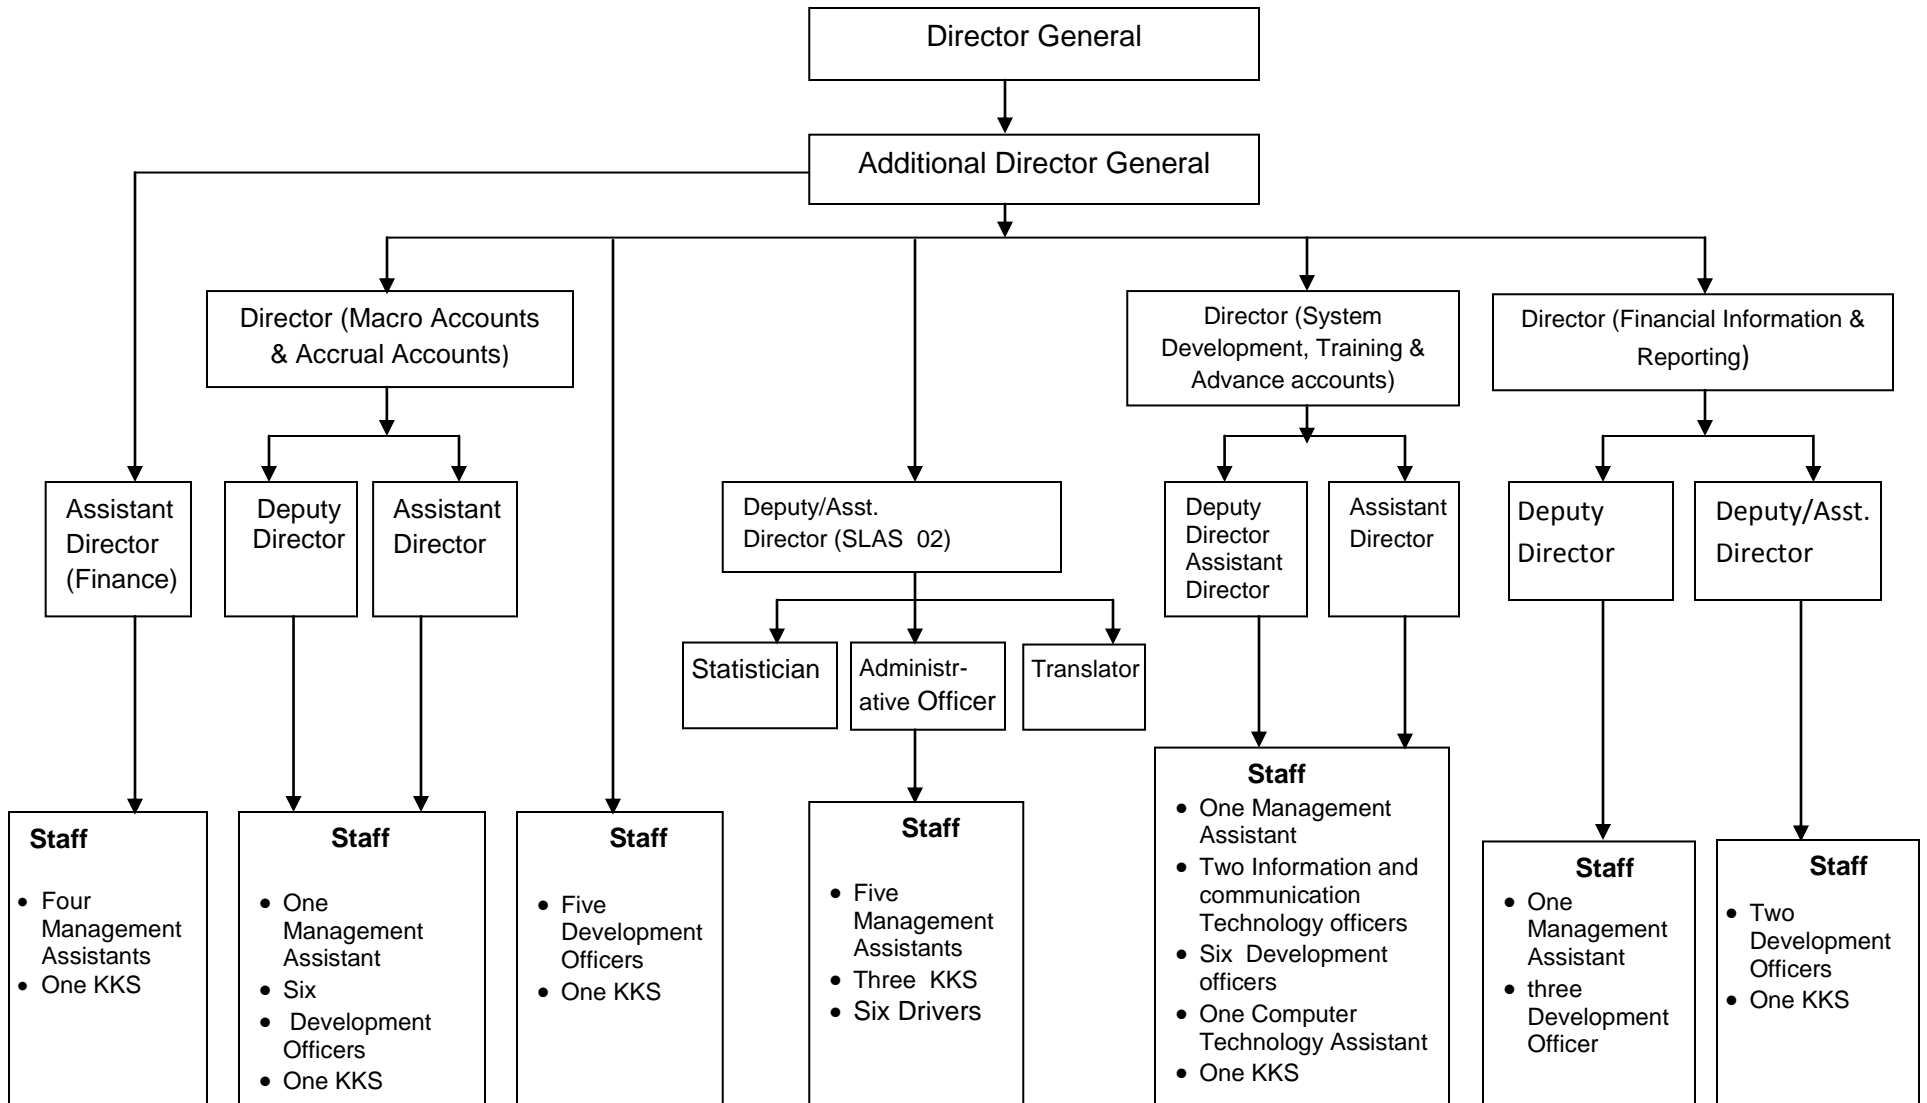 Director General
Additional Director General
Director (Macro Accounts
& Accrual Accounts)
Director (System
Development, Training &
Advance accounts)
Director (Financial Information &
Reporting)
Assistant
Director
(Finance)
Deputy
Director
Assistant
Director
Deputy/Asst.
Director (SLAS 02)
Deputy
Director
Assistant
Director
Assistant
Director
Deputy
Director
Deputy/Asst.
Director
Statistician
Administr-
ative Officer
Translator
Staff
• Four
Management
Assistants
• One KKS
Staff
• One
Management
Assistant
• Six
• Development
Officers
• One KKS
Staff
• Five
Development
Officers
• One KKS
Staff
• Five
Management
Assistants
• Three KKS
• Six Drivers
Staff
• One Management
Assistant
• Two Information and
communication
Technology officers
• Six Development
officers
• One Computer
Technology Assistant
• One KKS
Staff
• One
Management
Assistant
• three
Development
Officer
Staff
• Two
Development
Officers
• One KKS